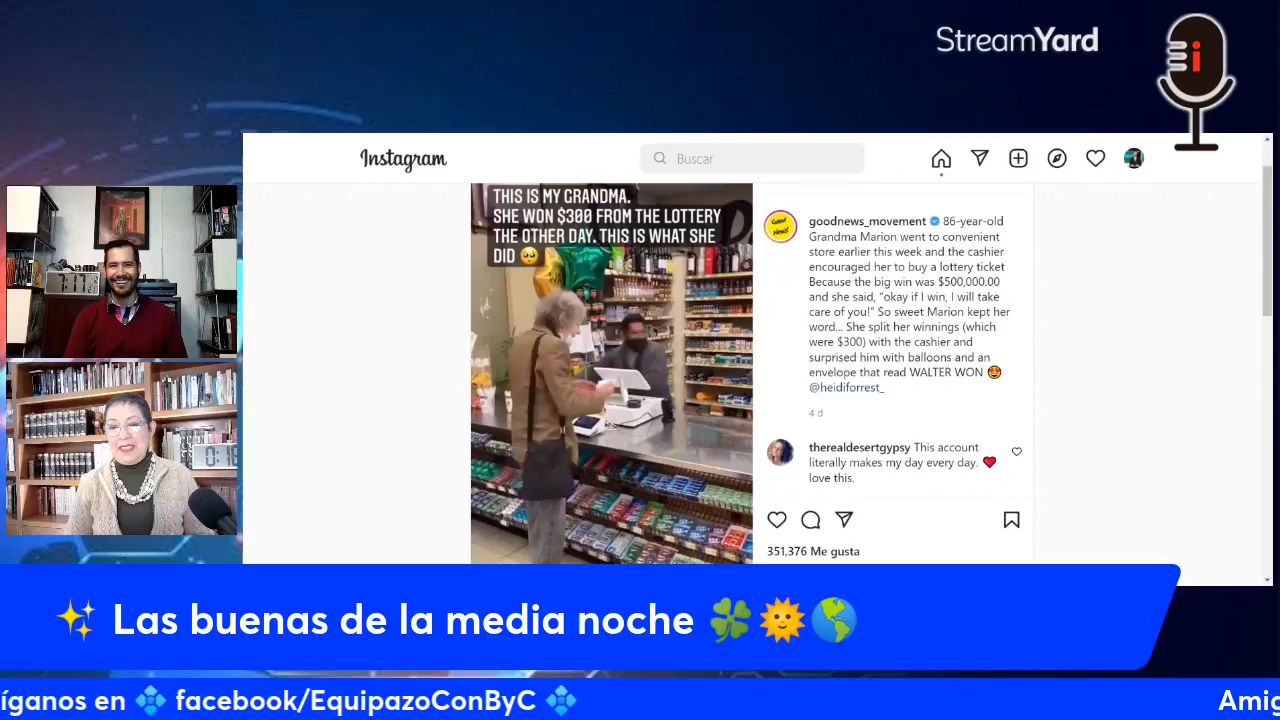 StreamYard
i
Instagram
Buscar
THIS IS MY GRANDMA.
SHE WON $300 FROM THE LOTTERY
THE OTHER DAY. THIS IS WHAT SHE
DID 🥺
Good
News!
goodnews_movement 86-year-old
Grandma Marion went to convenient
store earlier this week and the cashier
encouraged her to buy a lottery ticket
Because the big win was $500,000.00
and she said, "okay if I win, I will take
care of you!" So sweet Marion kept her
word... She split her winnings (which
were $300) with the cashier and
surprised him with balloons and an
envelope that read WALTER WON 😍
@heidiforrest_
4 d
therealdesertgypsy This account
literally makes my day every day. ❤️
love this.
351,376 Me gusta
✨ Las buenas de la media noche 🍀🌞🌎
íganos en 💠 facebook/EquipazoConByC 💠
Amig